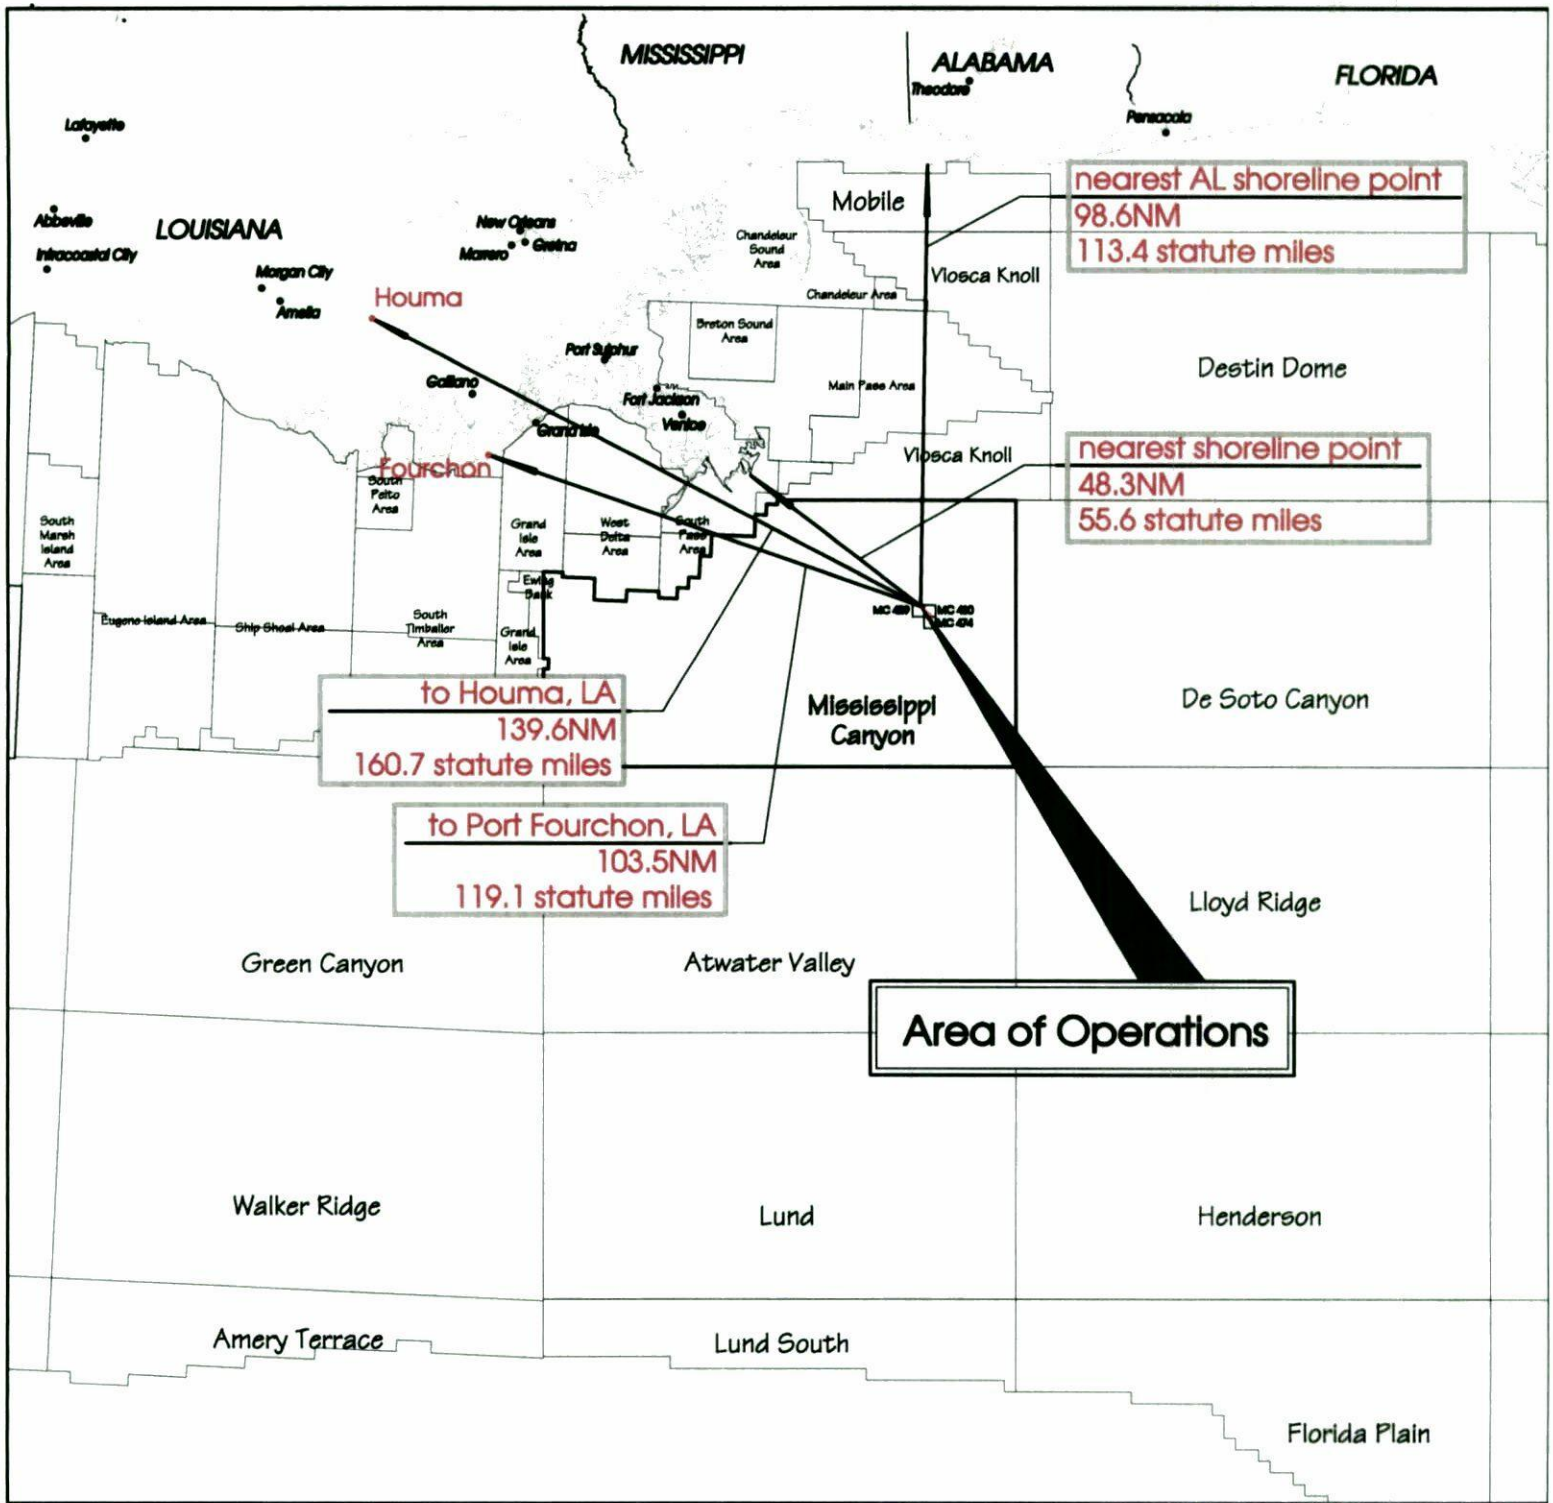 MISSISSIPPI
ALABAMA
Theodore
FLORIDA
Pensacola
Lafayette
Abbeville
Intracoastal City
LOUISIANA
Morgan City
Amelia
New Orleans
Marrero
Gretna
Houma
Mobile
nearest AL shoreline point
98.6NM
113.4 statute miles
Chandeleur
Sound
Area
Viosca Knoll
Chandeleur Area
Breton Sound
Area
Port Sulphur
Galliano
Fort Jackson
Venice
Main Pass Area
Destin Dome
Grand Isle
Fourchon
Viosca Knoll
nearest shoreline point
48.3NM
55.6 statute miles
South
Pelto
Area
South
Marsh
Island
Area
Grand
Isle
Area
West
Delta
Area
South
Pass
Area
Ewing
Bank
MC 480
MC 474
Eugene Island Area
Ship Shoal Area
South
Timbalier
Area
Grand
Isle
Area
to Houma, LA
139.6NM
160.7 statute miles
Mississippi
Canyon
De Soto Canyon
to Port Fourchon, LA
103.5NM
119.1 statute miles
Lloyd Ridge
Green Canyon
Atwater Valley
Area of Operations
Walker Ridge
Lund
Henderson
Amery Terrace
Lund South
Florida Plain